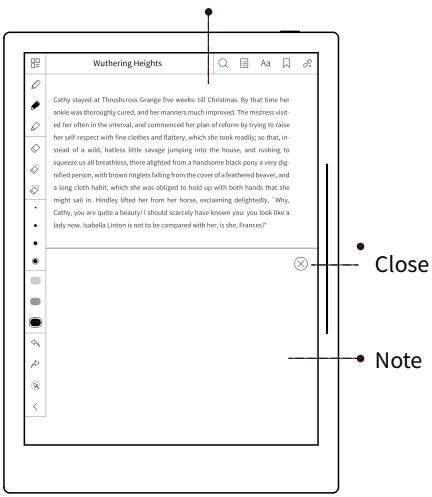 Wuthering Heights
Aa
Cathy stayed at Thrushcross Grange five weeks: till Christmas. By that time her
ankle was thoroughly cured, and her manners much improved. The mistress visit-
ed her often in the interval, and commenced her plan of reform by trying to raise
her self-respect with fine clothes and flattery, which she took readily; so that, in-
stead of a wild, hatless little savage jumping into the house, and rushing to
squeeze us all breathless, there alighted from a handsome black pony a very dig-
nified person, with brown ringlets falling from the cover of a feathered beaver, and
a long cloth habit, which she was obliged to hold up with both hands that she
might sail in. Hindley lifted her from her horse, exclaiming delightedly, `Why,
Cathy, you are quite a beauty! I should scarcely have known you: you look like a
lady now. Isabella Linton is not to be compared with her, is she, Frances?'
Close
Note